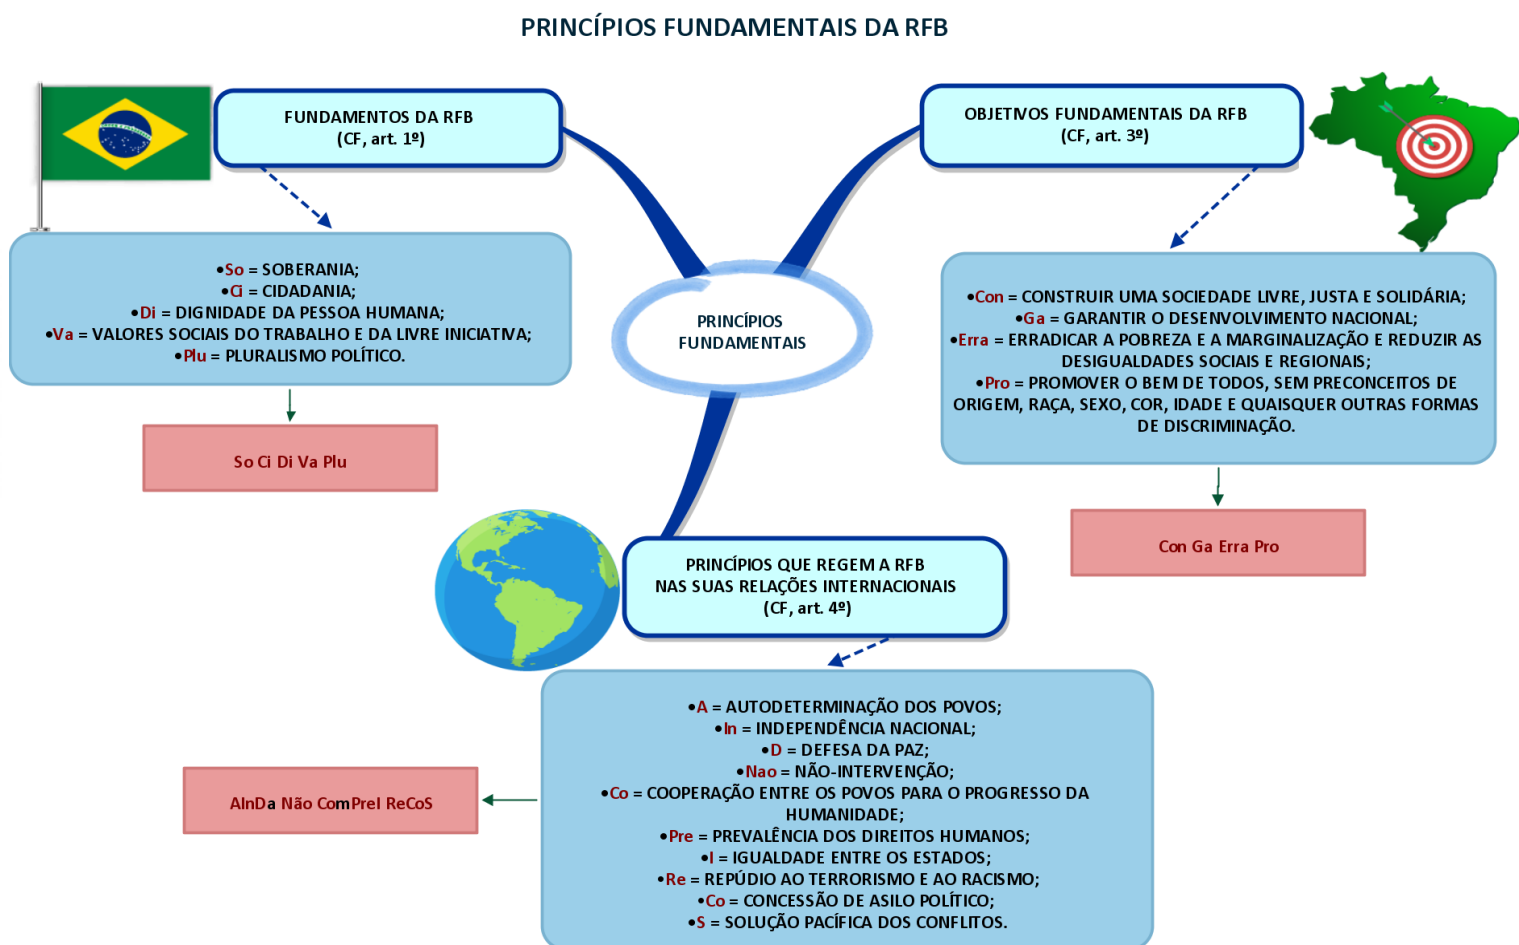 PRINCÍPIOS FUNDAMENTAIS DA RFB
FUNDAMENTOS DA RFB
(CF, art. 1º)
OBJETIVOS FUNDAMENTAIS DA RFB
(CF, art. 3º)
•So = SOBERANIA;
•Ci = CIDADANIA;
•Di = DIGNIDADE DA PESSOA HUMANA;
•Va = VALORES SOCIAIS DO TRABALHO E DA LIVRE INICIATIVA;
•Plu = PLURALISMO POLÍTICO.
So Ci Di Va Plu
PRINCÍPIOS
FUNDAMENTAIS
•Con = CONSTRUIR UMA SOCIEDADE LIVRE, JUSTA E SOLIDÁRIA;
•Ga = GARANTIR O DESENVOLVIMENTO NACIONAL;
•Erra = ERRADICAR A POBREZA E A MARGINALIZAÇÃO E REDUZIR AS
DESIGUALDADES SOCIAIS E REGIONAIS;
•Pro = PROMOVER O BEM DE TODOS, SEM PRECONCEITOS DE
ORIGEM, RAÇA, SEXO, COR, IDADE E QUAISQUER OUTRAS FORMAS
DE DISCRIMINAÇÃO.
Con Ga Erra Pro
PRINCÍPIOS QUE REGEM A RFB
NAS SUAS RELAÇÕES INTERNACIONAIS
(CF, art. 4º)
•A = AUTODETERMINAÇÃO DOS POVOS;
•In = INDEPENDÊNCIA NACIONAL;
•D = DEFESA DA PAZ;
•Nao = NÃO-INTERVENÇÃO;
•Co = COOPERAÇÃO ENTRE OS POVOS PARA O PROGRESSO DA
HUMANIDADE;
•Pre = PREVALÊNCIA DOS DIREITOS HUMANOS;
•I = IGUALDADE ENTRE OS ESTADOS;
•Re = REPÚDIO AO TERRORISMO E AO RACISMO;
•Co = CONCESSÃO DE ASILO POLÍTICO;
•S = SOLUÇÃO PACÍFICA DOS CONFLITOS.
AInDa Não ComPreI ReCoS